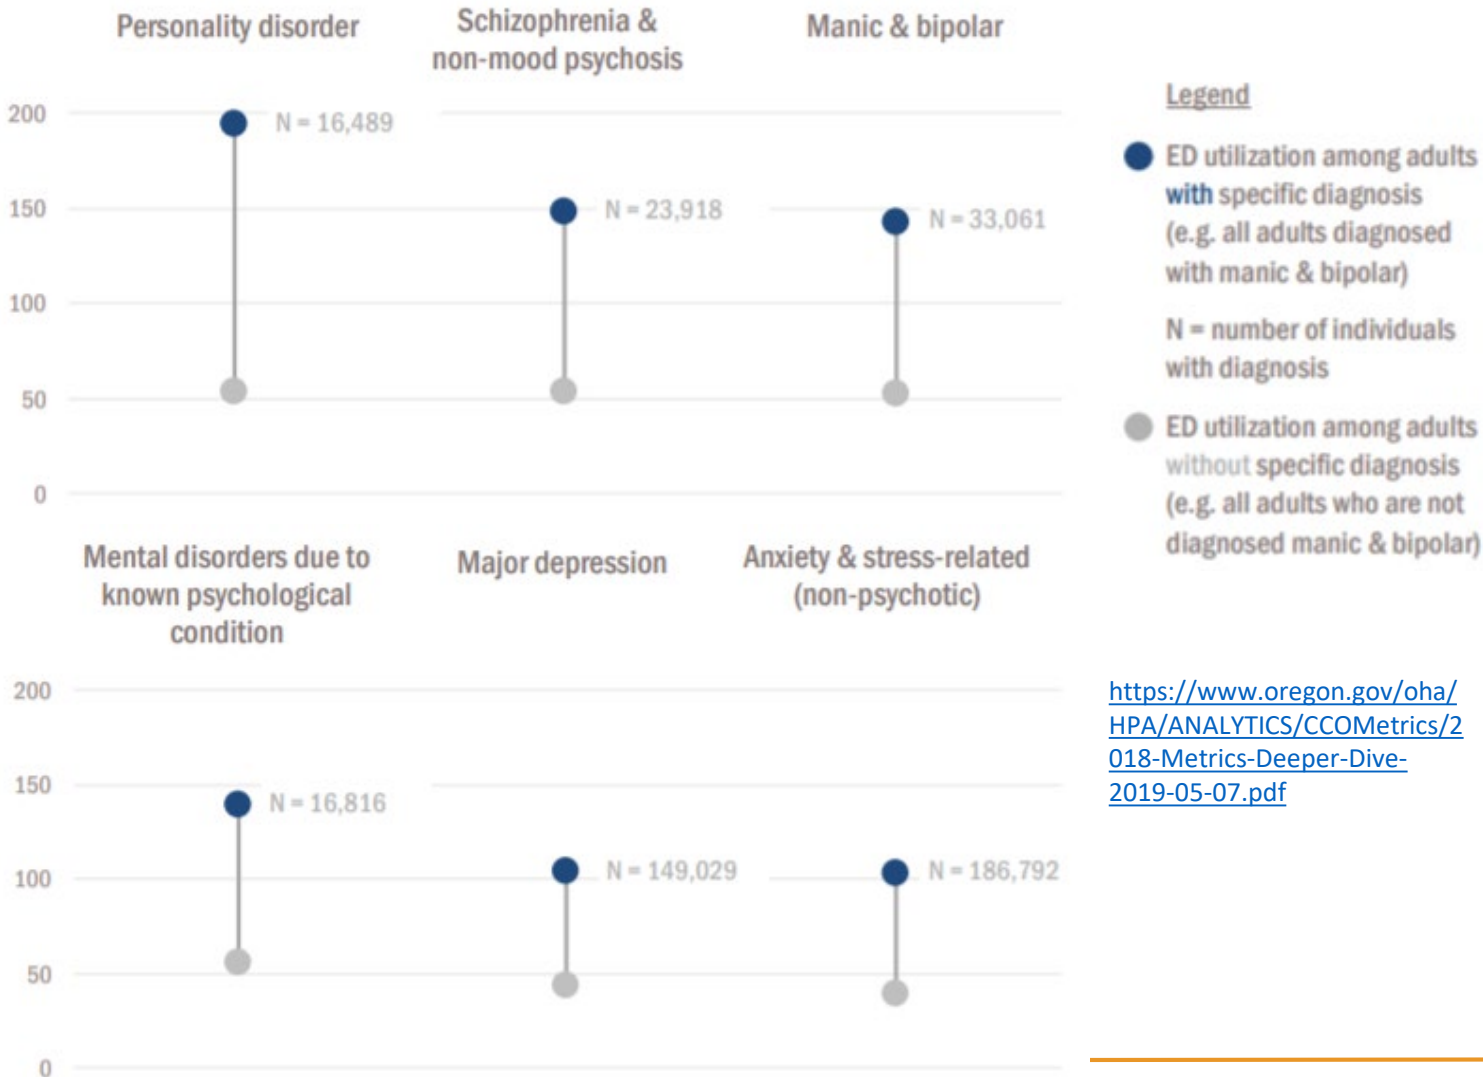 Personality disorder
Schizophrenia &
non-mood psychosis
Manic & bipolar
200
150
100
50
0
N = 16,489
N = 23,918
N = 33,061
Mental disorders due to
known psychological
condition
Major depression
Anxiety & stress-related
(non-psychotic)
200
150
100
50
0
N = 16,816
N = 149,029
N = 186,792
Legend
ED utilization among adults
with specific diagnosis
(e.g. all adults diagnosed
with manic & bipolar)
N = number of individuals
with diagnosis
ED utilization among adults
without specific diagnosis
(e.g. all adults who are not
diagnosed manic & bipolar)
https://www.oregon.gov/oha/
HPA/ANALYTICS/CCOMetrics/2
018-Metrics-Deeper-Dive-
2019-05-07.pdf